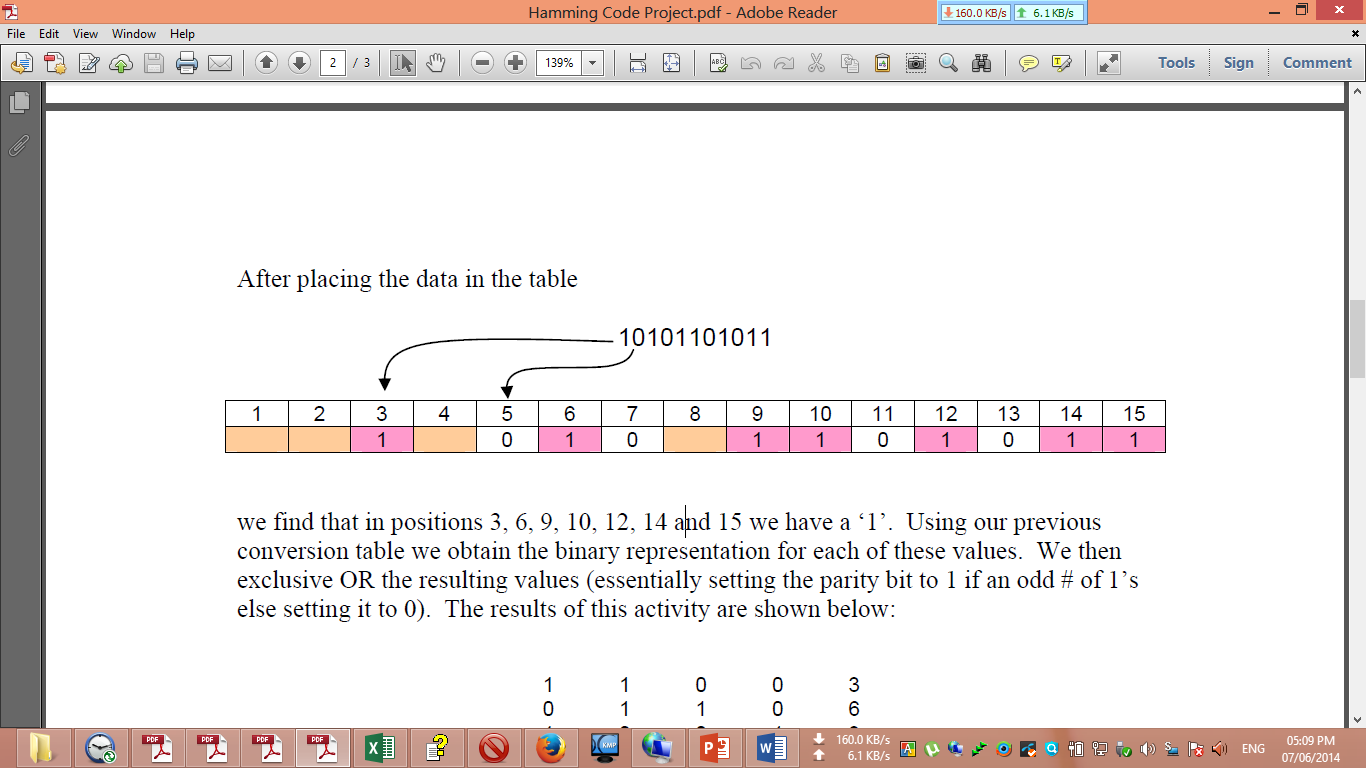 Hamming Code Project.pdf - Adobe Reader
160.0 KB/s 6.1 KB/s
File Edit View Window Help
2 / 3 139% Tools Sign Comment
After placing the data in the table
10101101011
1 2 3 4 5 6 7 8 9 10 11 12 13 14 15
1 0 1 0 1 1 0 1 0 1 1
we find that in positions 3, 6, 9, 10, 12, 14 and 15 we have a ‘1’. Using our previous
conversion table we obtain the binary representation for each of these values. We then
exclusive OR the resulting values (essentially setting the parity bit to 1 if an odd # of 1’s
else setting it to 0). The results of this activity are shown below:
1 1 0 0 3
0 1 1 0 6
PDF PDF PDF PDF KMP
160.0 KB/s
6.1 KB/s
ENG
05:09 PM
07/06/2014